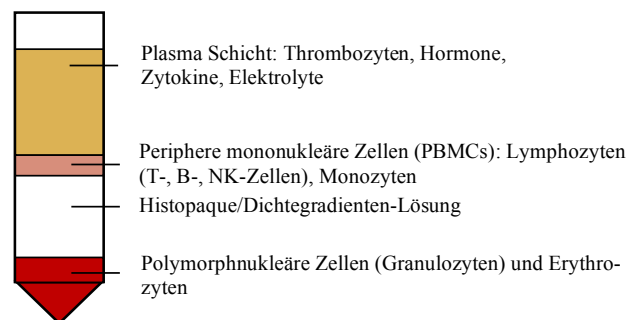 Plasma Schicht: Thrombozyten, Hormone,
Zytokine, Elektrolyte
Periphere mononukleäre Zellen (PBMCs): Lymphozyten
(T-, B-, NK-Zellen), Monozyten
Histopaque/Dichtegradienten-Lösung
Polymorphnukleäre Zellen (Granulozyten) und Erythro-
zyten